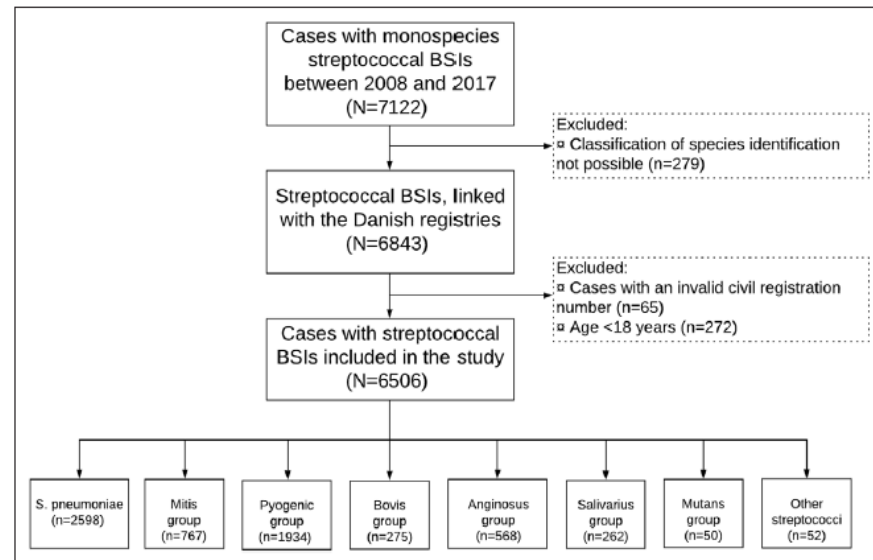 Cases with monospecies
streptococcal BSIs
between 2008 and 2017
(N=7122)
Excluded:
¤ Classification of species identification
not possible (n=279)
Streptococcal BSIs, linked
with the Danish registries
(N=6843)
Excluded:
¤ Cases with an invalid civil registration
number (n=65)
¤ Age <18 years (n=272)
Cases with streptococcal
BSIs included in the study
(N=6506)
S. pneumoniae
(n=2598)
Mitis
group
(n=767)
Pyogenic
group
(n=1934)
Bovis
group
(n=275)
Anginosus
group
(n=568)
Salivarius
group
(n=262)
Mutans
group
(n=50)
Other
streptococci
(n=52)